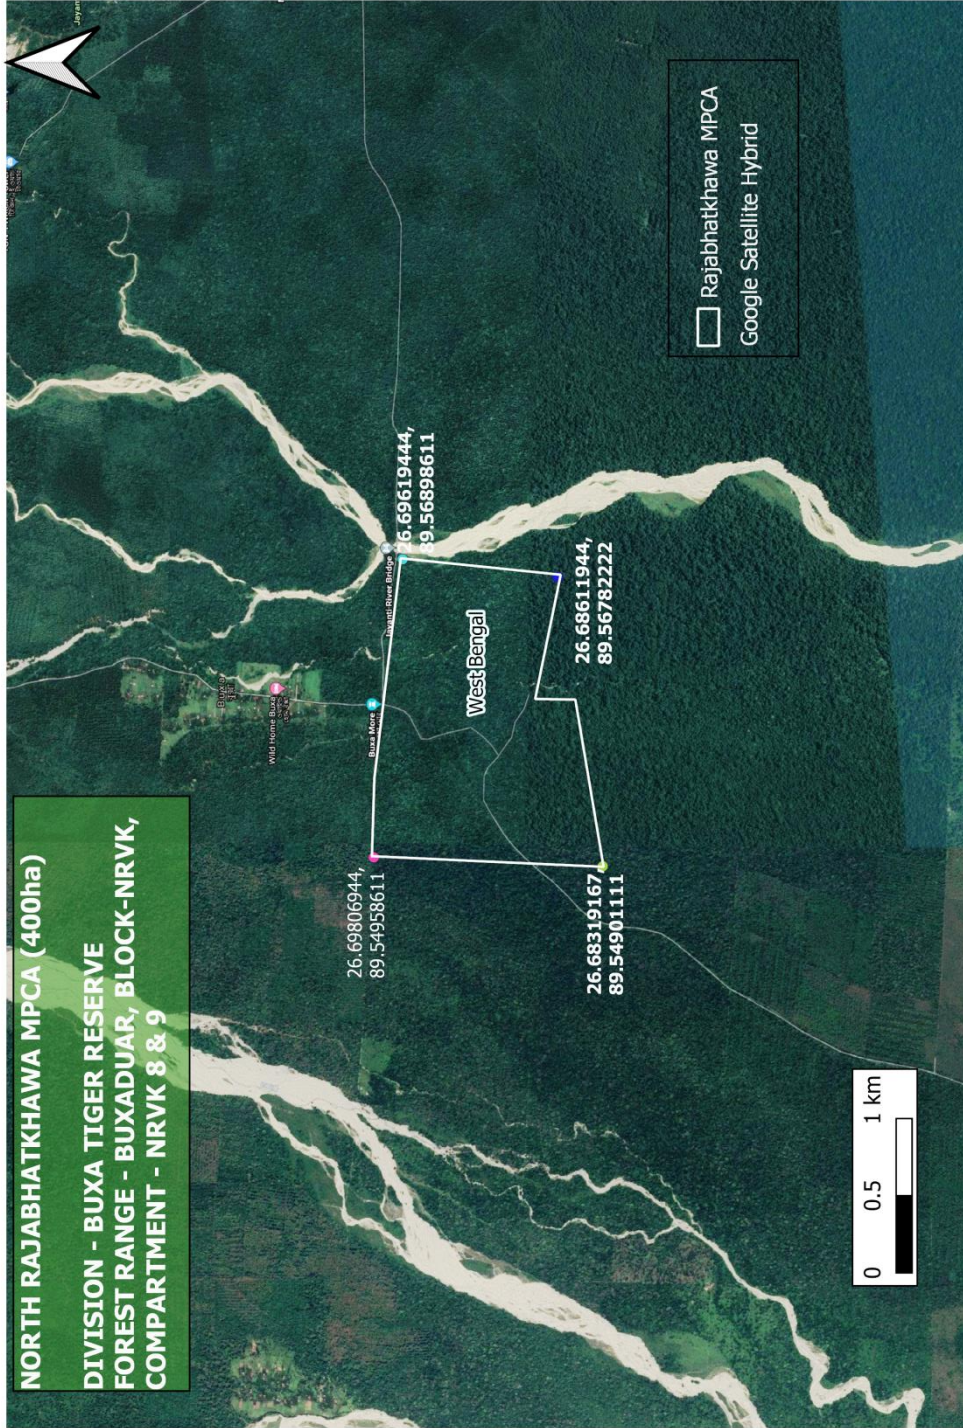 NORTH RAJABHATKHAWA MPCA (400ha)
DIVISION - BUXA TIGER RESERVE
FOREST RANGE - BUXADUAR, BLOCK-NRVK,
COMPARTMENT - NRVK 8 & 9
Jayan
Buxa
Wild Home Buxa
Buxa More
Jayanti River Bridge
26.69806944,
89.54958611
26.69619444,
89.56898611
West Bengal
26.68611944,
89.56782222
26.68319167,
89.54901111
0 0.5 1 km
Rajabhatkhawa MPCA
Google Satellite Hybrid